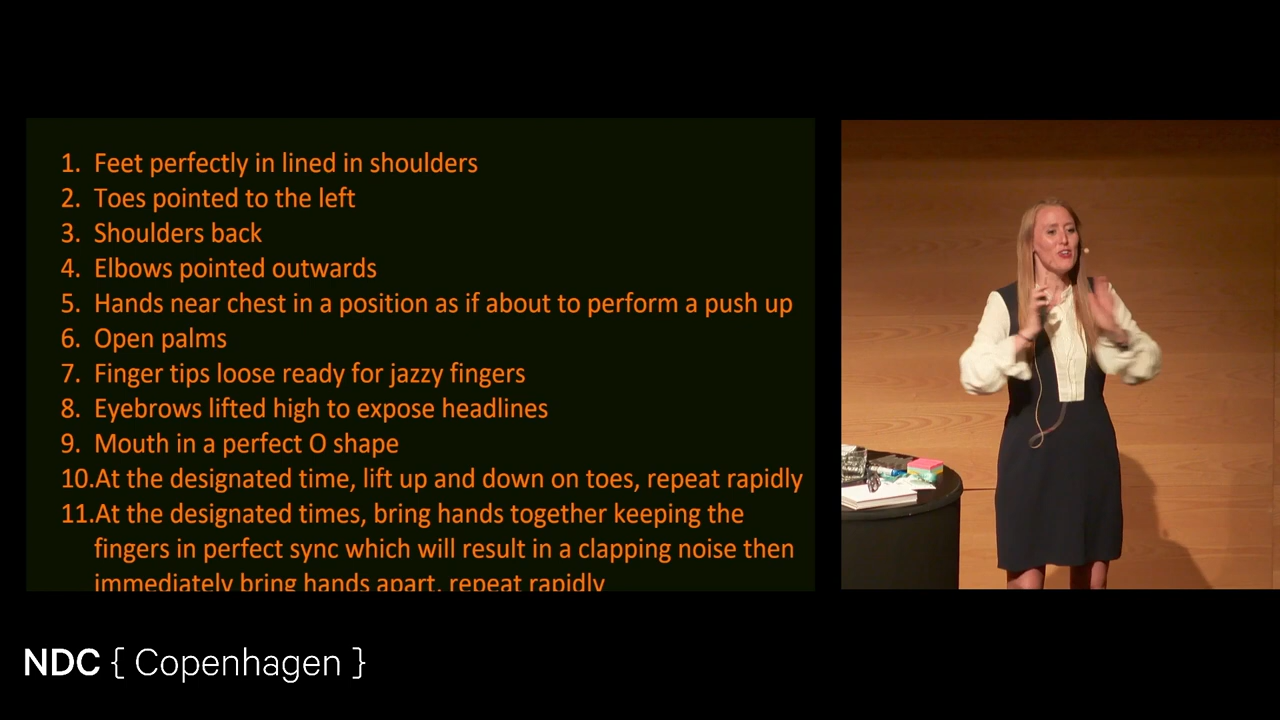 1. Feet perfectly in lined in shoulders
2. Toes pointed to the left
3. Shoulders back
4. Elbows pointed outwards
5. Hands near chest in a position as if about to perform a push up
6. Open palms
7. Finger tips loose ready for jazzy fingers
8. Eyebrows lifted high to expose headlines
9. Mouth in a perfect O shape
10.At the designated time, lift up and down on toes, repeat rapidly
11.At the designated times, bring hands together keeping the
fingers in perfect sync which will result in a clapping noise then
immediately bring hands apart, repeat rapidly
NDC { Copenhagen }